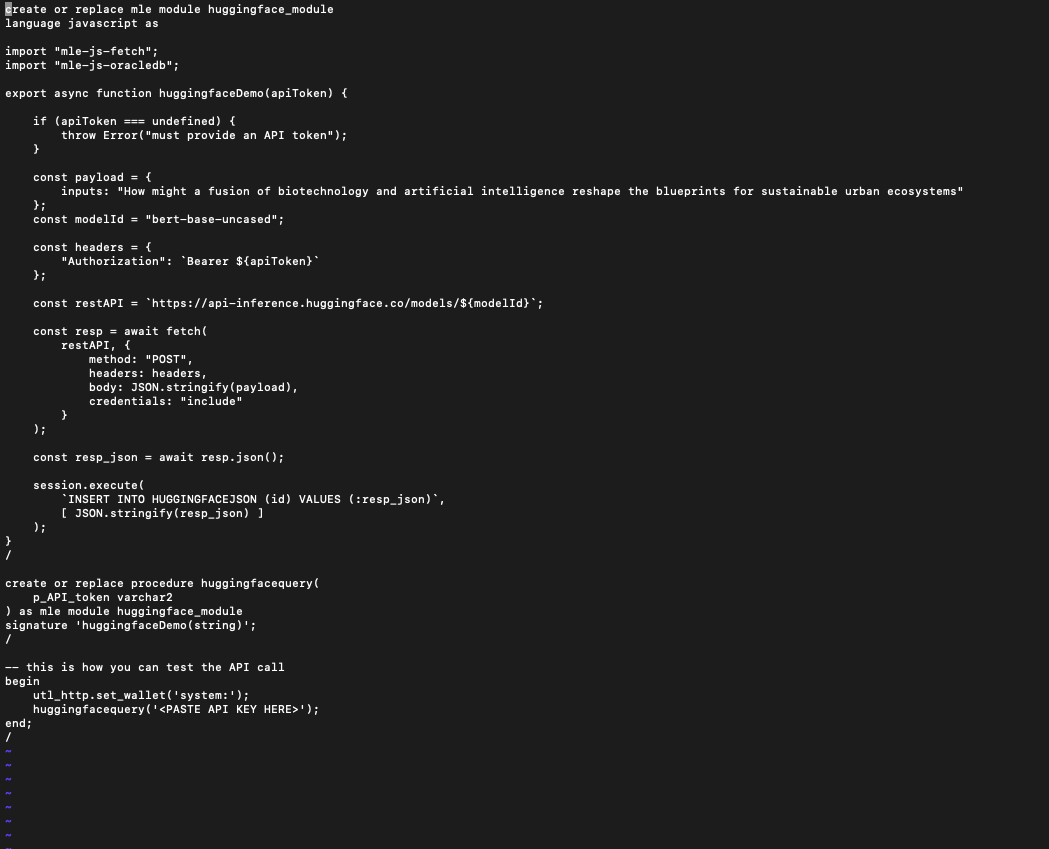 create or replace mle module huggingface_module
language javascript as

import "mle-js-fetch";
import "mle-js-oracledb";

export async function huggingfaceDemo(apiToken) {

    if (apiToken === undefined) {
        throw Error("must provide an API token");
    }

    const payload = {
        inputs: "How might a fusion of biotechnology and artificial intelligence reshape the blueprints for sustainable urban ecosystems"
    };
    const modelId = "bert-base-uncased";

    const headers = {
        "Authorization": `Bearer ${apiToken}`
    };

    const restAPI = `https://api-inference.huggingface.co/models/${modelId}`;

    const resp = await fetch(
        restAPI, {
            method: "POST",
            headers: headers,
            body: JSON.stringify(payload),
            credentials: "include"
        }
    );

    const resp_json = await resp.json();

    session.execute(
        `INSERT INTO HUGGINGFACEJSON (id) VALUES (:resp_json)`,
        [ JSON.stringify(resp_json) ]
    );
}
/

create or replace procedure huggingfacequery(
    p_API_token varchar2
) as mle module huggingface_module
signature 'huggingfaceDemo(string)';
/

-- this is how you can test the API call
begin
    utl_http.set_wallet('system:');
    huggingfacequery('<PASTE API KEY HERE>');
end;
/
~
~
~
~
~
~
~
~